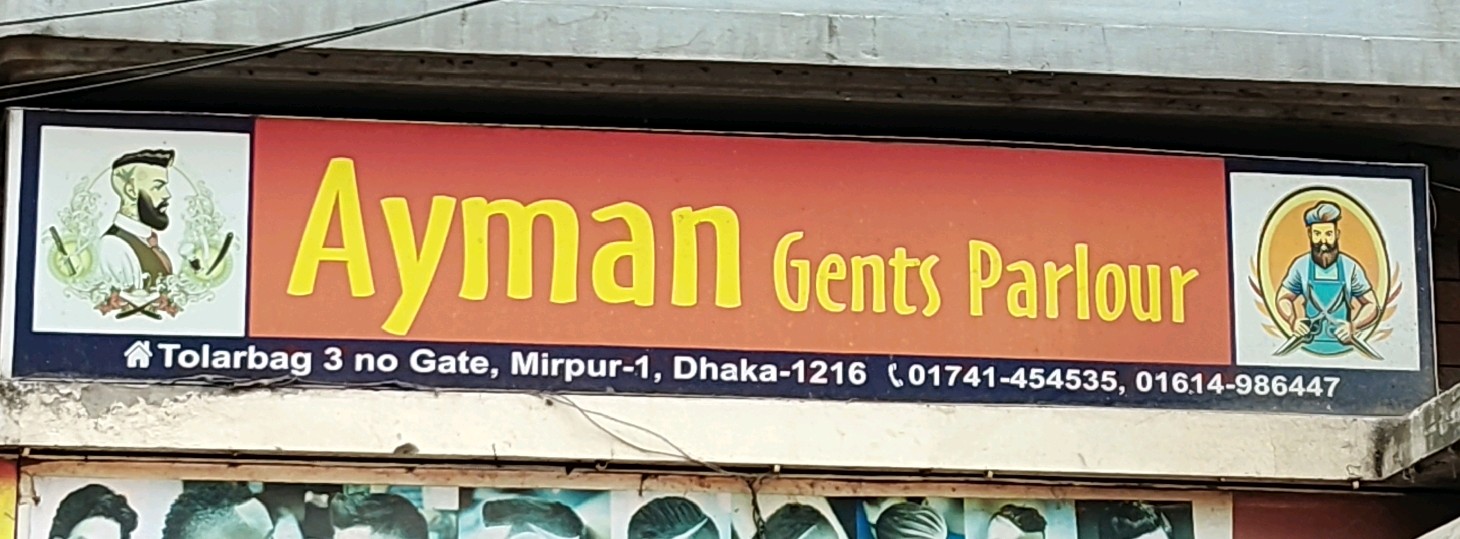 Ayman Gents Parlour
Tolarbag 3 no Gate, Mirpur-1, Dhaka-1216 01741-454535, 01614-986447